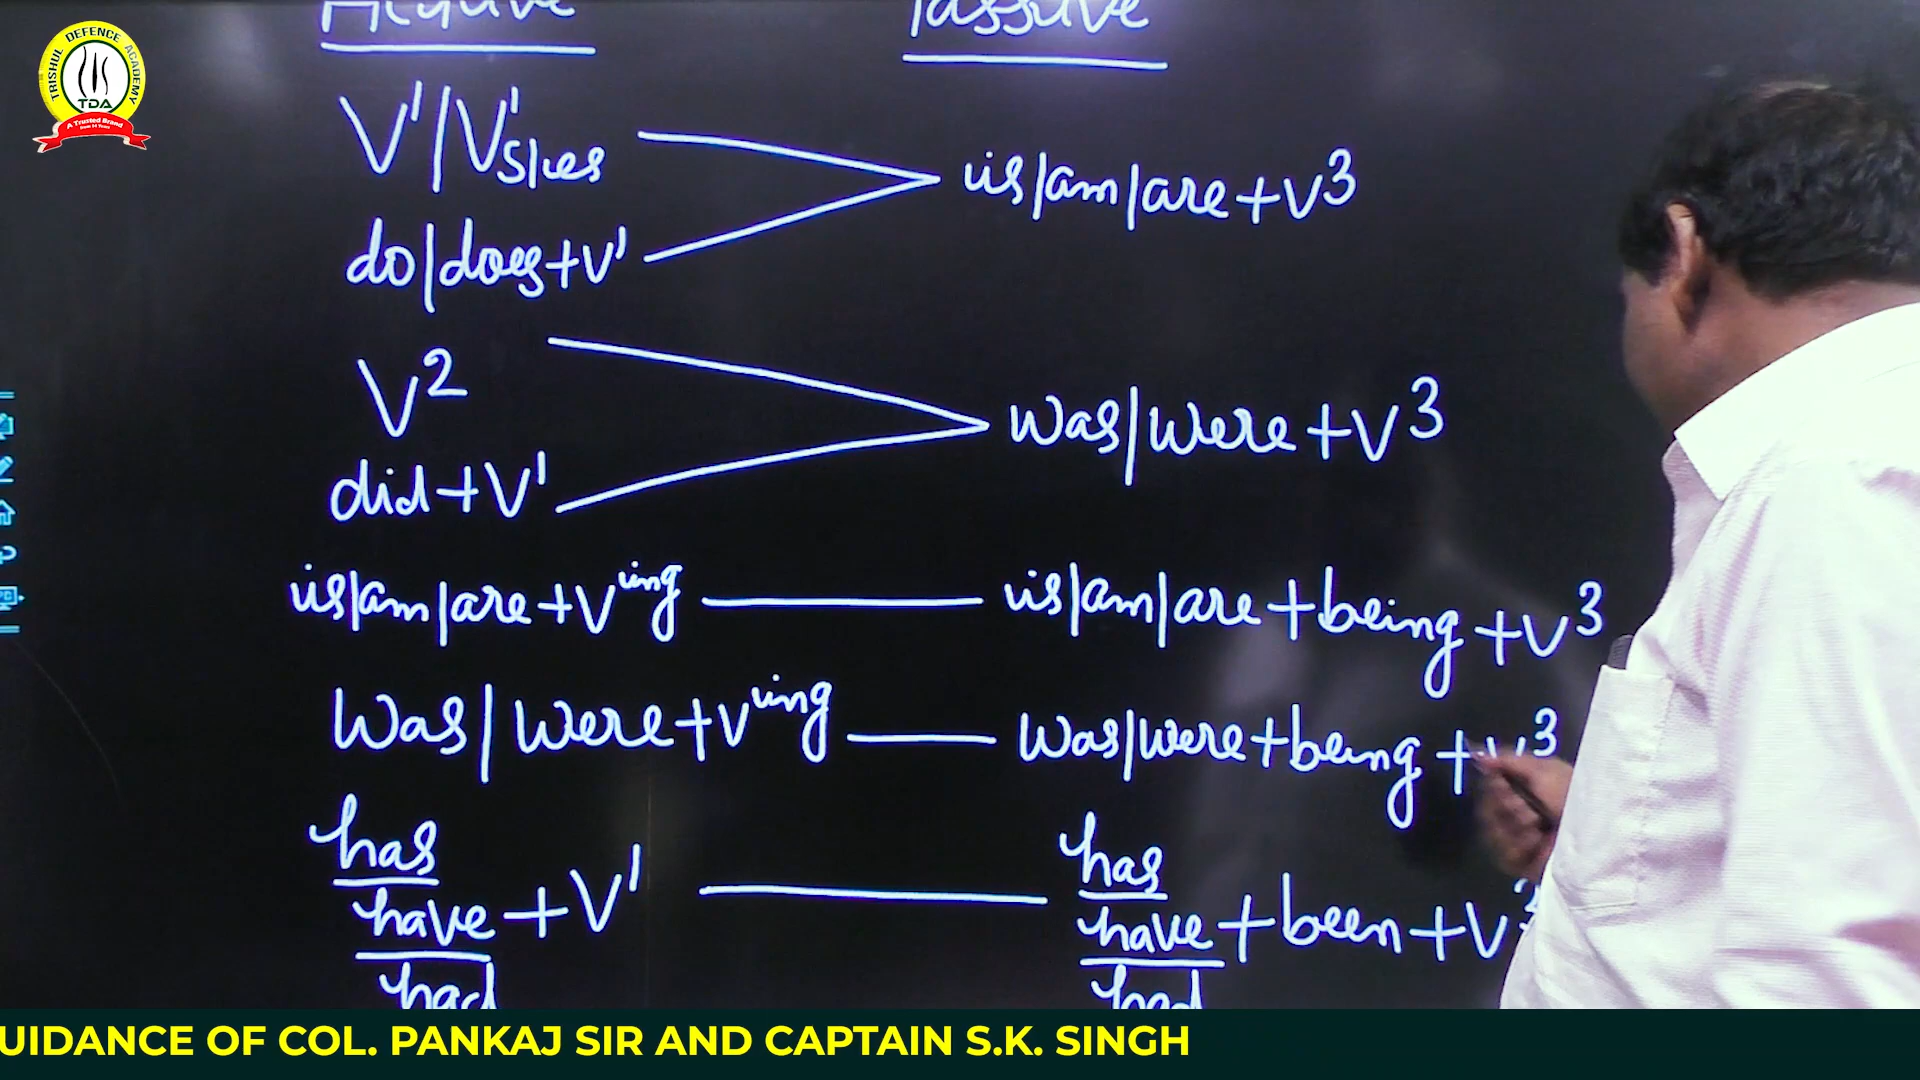 TRISHUL DEFENCE ACADEMY
TDA
A Trusted Brand
Active Passive
V¹/V¹s/es
is/am/are+V³
do/does+V¹
V²
was/were+V³
did+V¹
is/am/are+Ving is/am/are+being+V³
Was/were+Ving Was/were+being+V³
has has
have+V¹ have+been+V³
had had
UIDANCE OF COL. PANKAJ SIR AND CAPTAIN S.K. SINGH